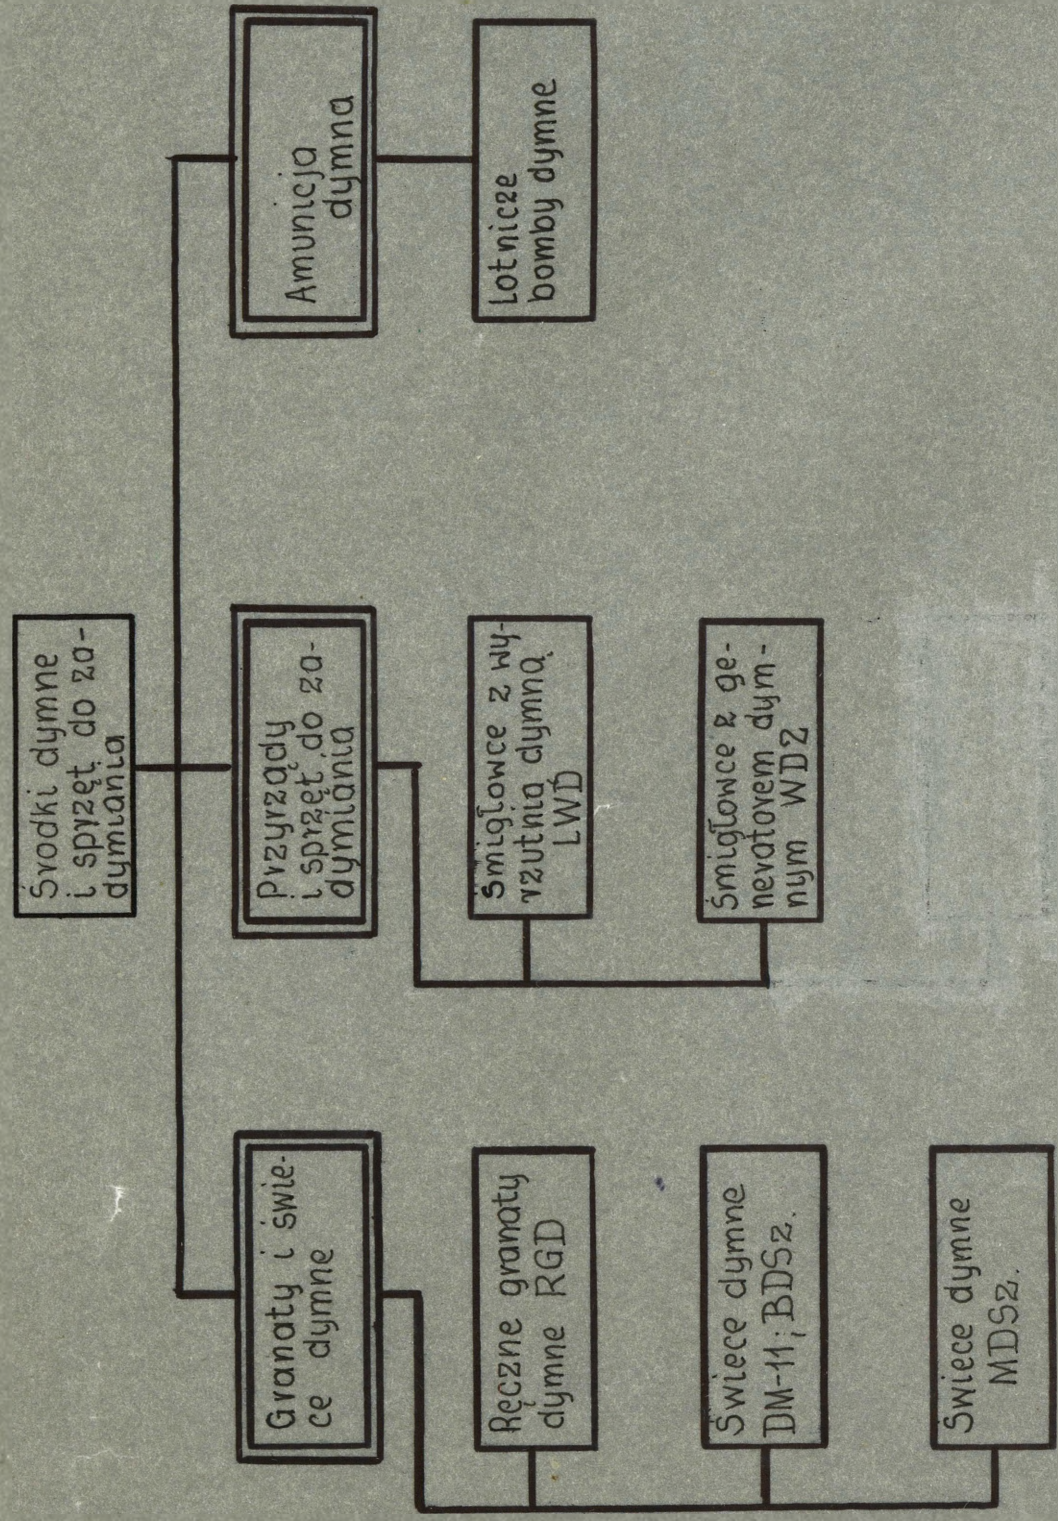 Środki dymne
i sprzęt do za-
dymiania
Granaty i świe-
ce dymne
Ręczne granaty
dymne RGD
Świece dymne
DM-11; BDSz.
Świece dymne
MDSz.
Przyrządy
i sprzęt do za-
dymiania
Śmigłowce z wy-
rzutnią dymną
LWD
Śmigłowce z ge-
neratorem dym-
nym WDZ
Amunicja
dymna
Lotnicze
bomby dymne